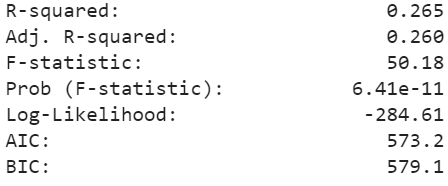 R-squared: 0.265
Adj. R-squared: 0.260
F-statistic: 50.18
Prob (F-statistic): 6.41e-11
Log-Likelihood: -284.61
AIC: 573.2
BIC: 579.1